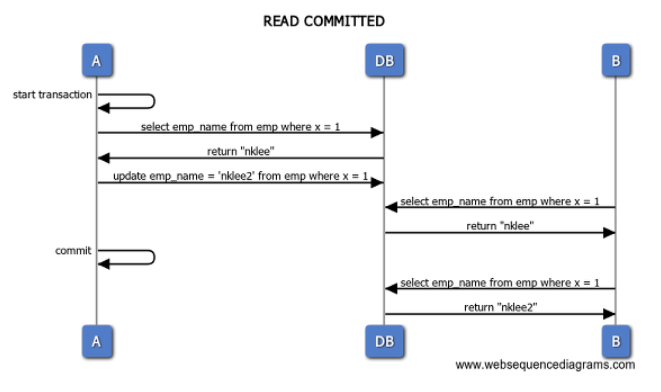 READ COMMITTED
A
DB
B
start transaction
select emp_name from emp where x = 1
return "nklee"
update emp_name = 'nklee2' from emp where x = 1
select emp_name from emp where x = 1
return "nklee"
commit
select emp_name from emp where x = 1
return "nklee2"
A
DB
B
www.websequencediagrams.com